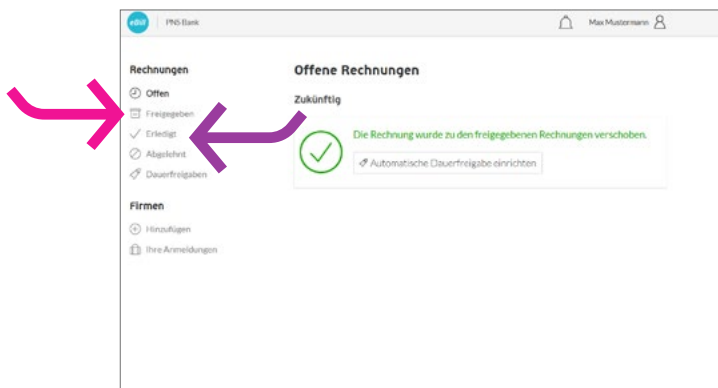 eBill PNS Bank Max Mustermann
Rechnungen
Offen
Freigegeben
Erledigt
Abgelehnt
Dauerfreigaben
Firmen
Hinzufügen
Ihre Anmeldungen
Offene Rechnungen
Zukünftig
Die Rechnung wurde zu den freigegebenen Rechnungen verschoben.
Automatische Dauerfreigabe einrichten